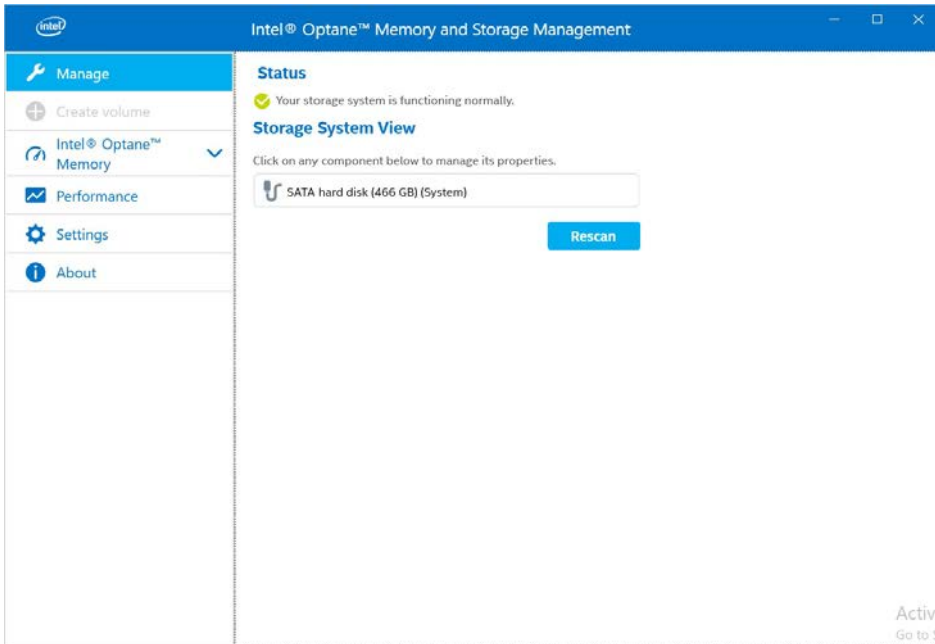 intel
Intel® Optane™ Memory and Storage Management
Manage
Create volume
Intel® Optane™
Memory
Performance
Settings
About
Status
Your storage system is functioning normally.
Storage System View
Click on any component below to manage its properties.
SATA hard disk (466 GB) (System)
Rescan
Activ
Go to